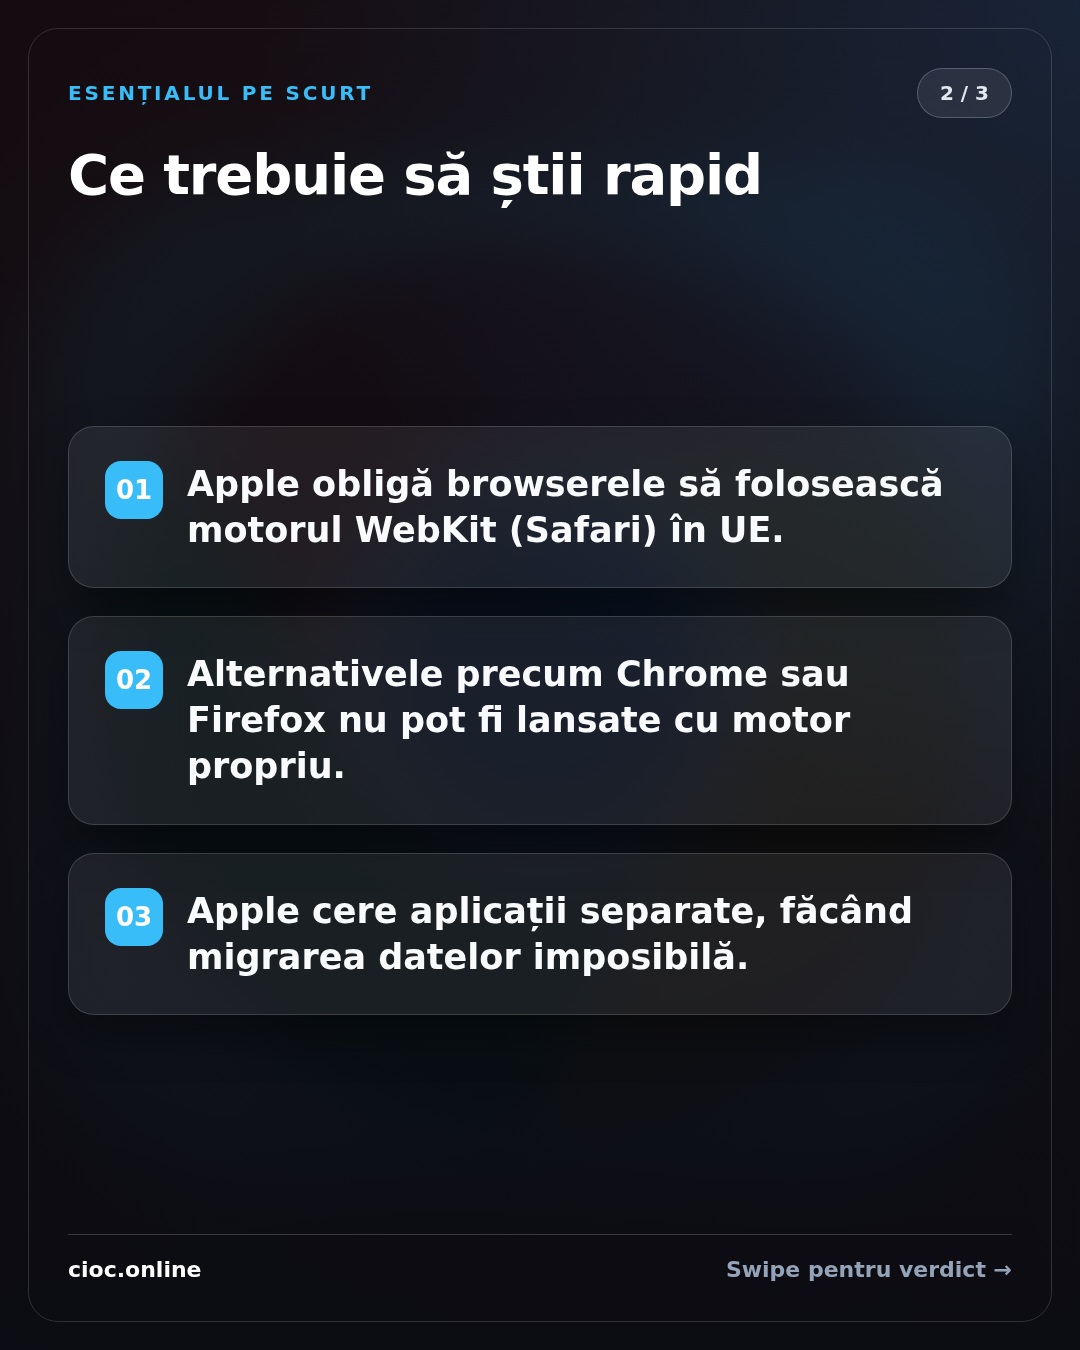 ESENȚIALUL PE SCURT
2 / 3
Ce trebuie să știi rapid
01
Apple obligă browserele să folosească
motorul WebKit (Safari) în UE.
02
Alternativele precum Chrome sau
Firefox nu pot fi lansate cu motor
propriu.
03
Apple cere aplicații separate, făcând
migrarea datelor imposibilă.
cioc.online
Swipe pentru verdict →